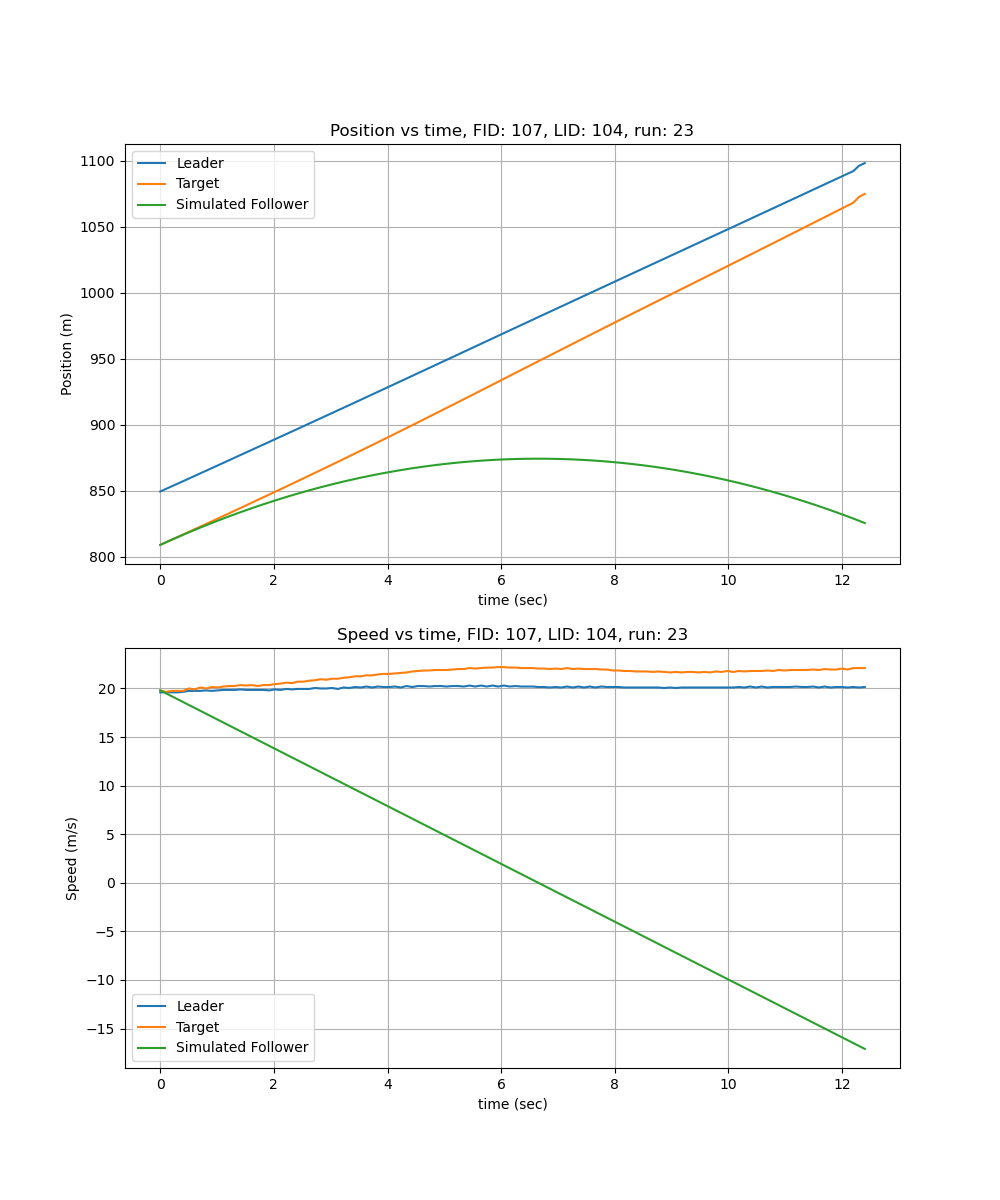 Position vs time, FID: 107, LID: 104, run: 23
Leader
Target
Simulated Follower
1100
1050
1000
950
900
850
800
Position (m)
0 2 4 6 8 10 12
time (sec)
Speed vs time, FID: 107, LID: 104, run: 23
20
15
10
5
0
−5
−10
−15
Speed (m/s)
Leader
Target
Simulated Follower
0 2 4 6 8 10 12
time (sec)